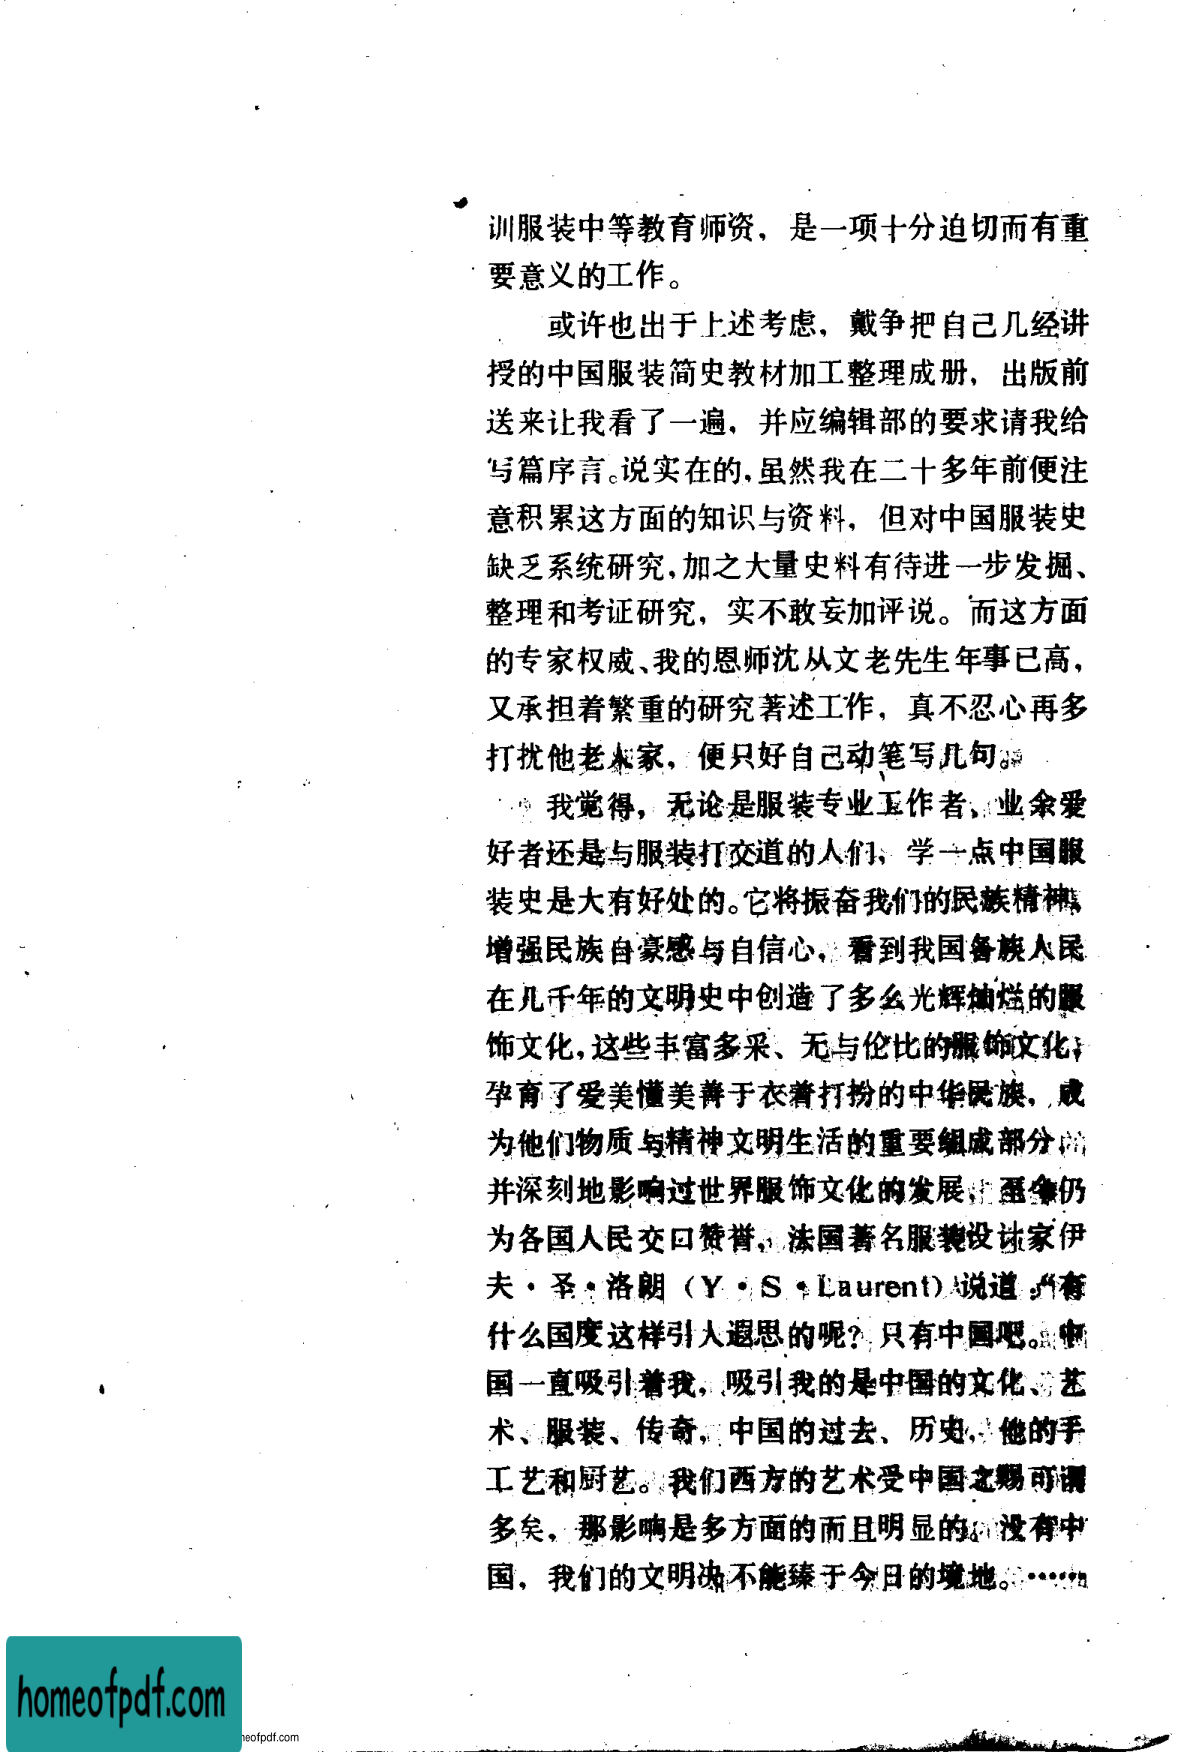 训服装中等教育师资，是一项十分迫切而有重
要意义的工作。
或许也出于上述考虑，戴争把自己几经讲
授的中国服装简史教材加工整理成册，出版前
送来让我看了一遍，并应编辑部的要求请我给
写篇序言。说实在的，虽然我在二十多年前便注
意积累这方面的知识与资料，但对中国服装史
缺乏系统研究，加之大量史料有待进一步发掘、
整理和考证研究，实不敢妄加评说。而这方面
的专家权威、我的恩师沈从文老先生年事已高，
又承担着繁重的研究著述工作，真不忍心再多
打扰他老人家，便只好自己动笔写几句。
我觉得，无论是服装专业工作者、业余爱
好者还是与服装打交道的人们，学一点中国服
装史是大有好处的。它将振奋我们的民族精神，
增强民族自豪感与自信心，看到我国各族人民
在几千年的文明史中创造了多么光辉灿烂的服
饰文化，这些丰富多采、无与伦比的服饰文化，
孕育了爱美懂美善于衣着打扮的中华民族，成
为他们物质与精神文明生活的重要组成部分，
并深刻地影响过世界服饰文化的发展，至今仍
为各国人民交口赞誉，法国著名服装设计家伊
夫·圣·洛朗（Y·S·Laurent）说道：“有
什么国度这样引人遐思的呢？只有中国吧。中
国一直吸引着我，吸引我的是中国的文化、艺
术、服装、传奇，中国的过去、历史，他的手
工艺和厨艺。我们西方的艺术受中国之赐可谓
多矣，那影响是多方面的而且明显的。没有中
国，我们的文明决不能臻于今日的境地。……
homeofpdf.com
neofpdf.com